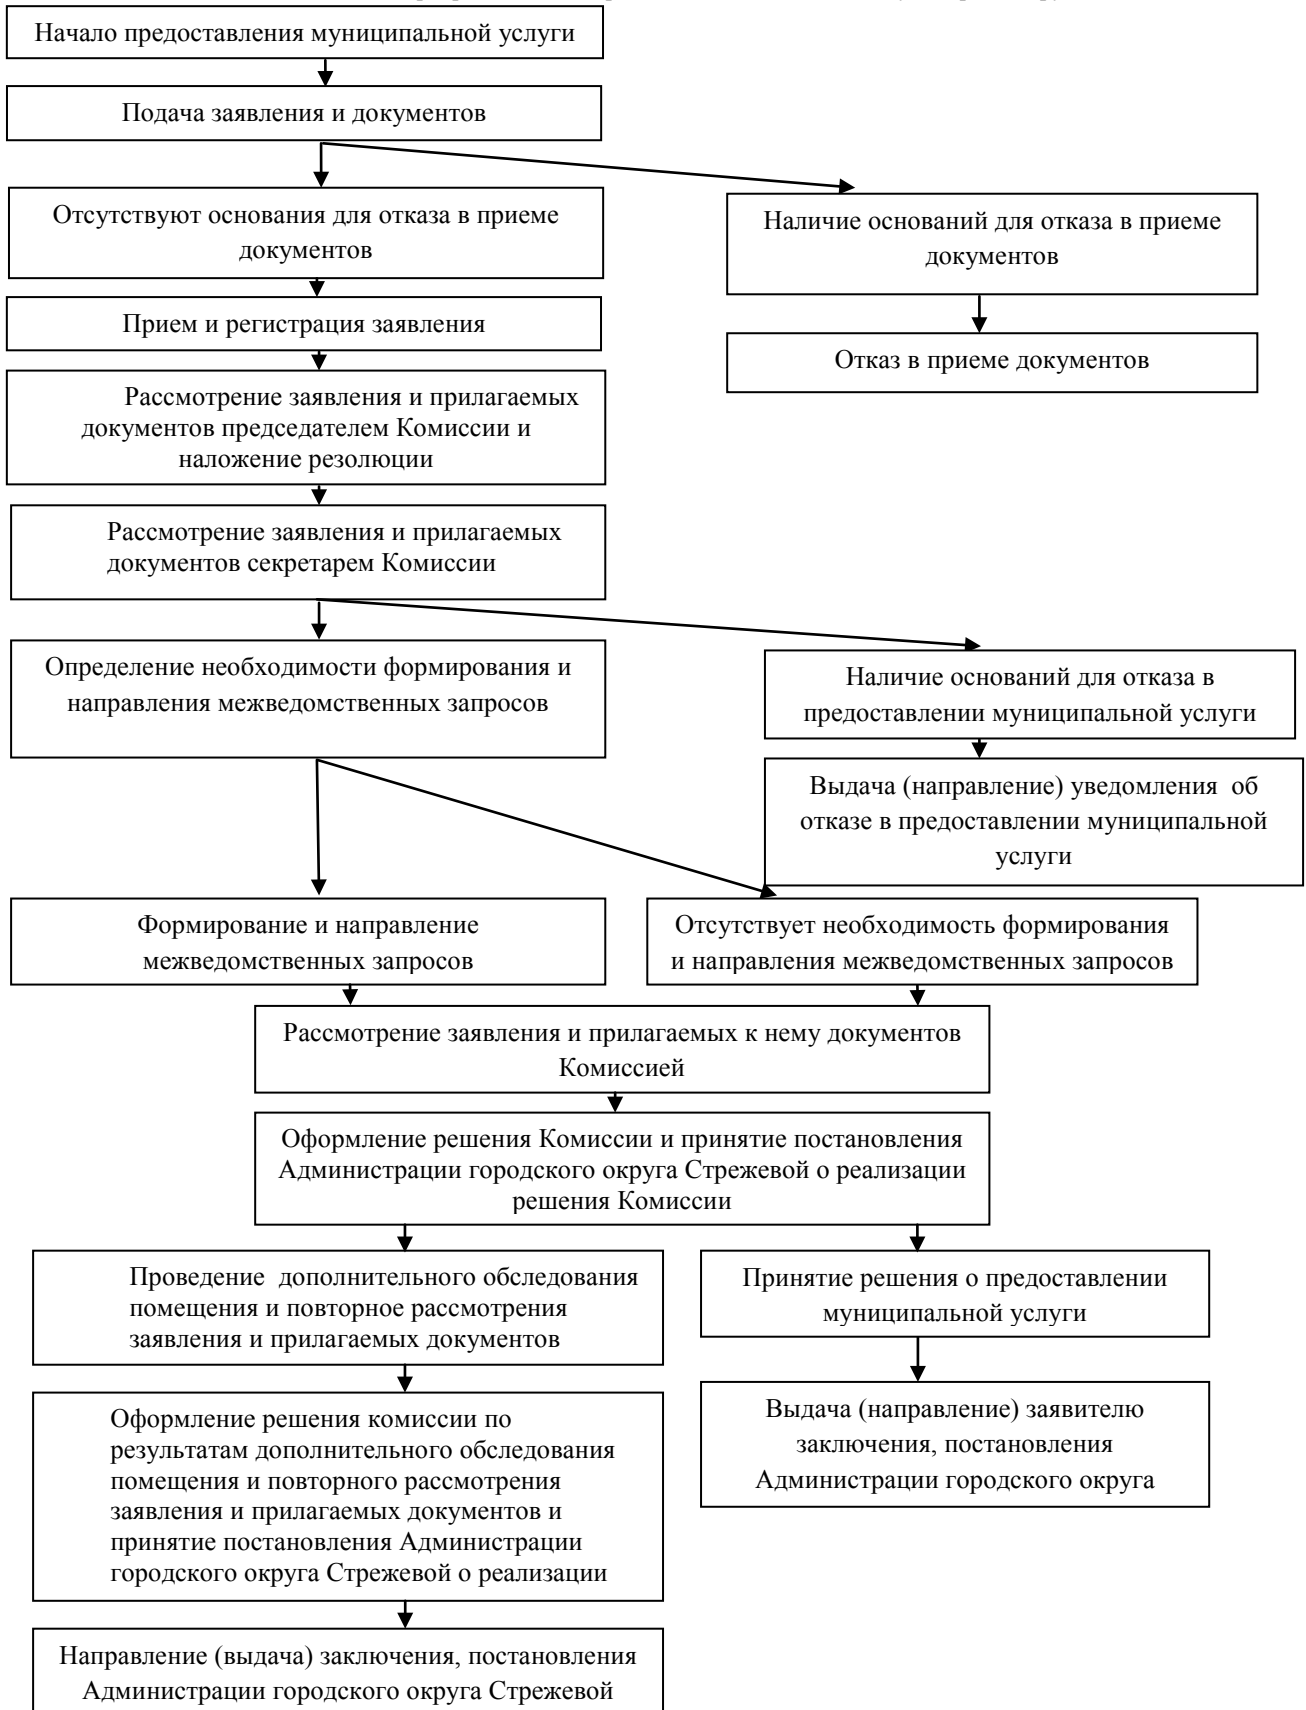 Начало предоставления муниципальной услуги
Подача заявления и документов
Отсутствуют основания для отказа в приеме
документов
Наличие оснований для отказа в приеме
документов
Прием и регистрация заявления
Отказ в приеме документов
Рассмотрение заявления и прилагаемых
документов председателем Комиссии и
наложение резолюции
Рассмотрение заявления и прилагаемых
документов секретарем Комиссии
Определение необходимости формирования и
направления межведомственных запросов
Наличие оснований для отказа в
предоставлении муниципальной услуги
Выдача (направление) уведомления об
отказе в предоставлении муниципальной
услуги
Формирование и направление
межведомственных запросов
Отсутствует необходимость формирования
и направления межведомственных запросов
Рассмотрение заявления и прилагаемых к нему документов
Комиссией
Оформление решения Комиссии и принятие постановления
Администрации городского округа Стрежевой о реализации
решения Комиссии
Проведение дополнительного обследования
помещения и повторное рассмотрения
заявления и прилагаемых документов
Принятие решения о предоставлении
муниципальной услуги
Оформление решения комиссии по
результатам дополнительного обследования
помещения и повторного рассмотрения
заявления и прилагаемых документов и
принятие постановления Администрации
городского округа Стрежевой о реализации
Выдача (направление) заявителю
заключения, постановления
Администрации городского округа
Направление (выдача) заключения, постановления
Администрации городского округа Стрежевой